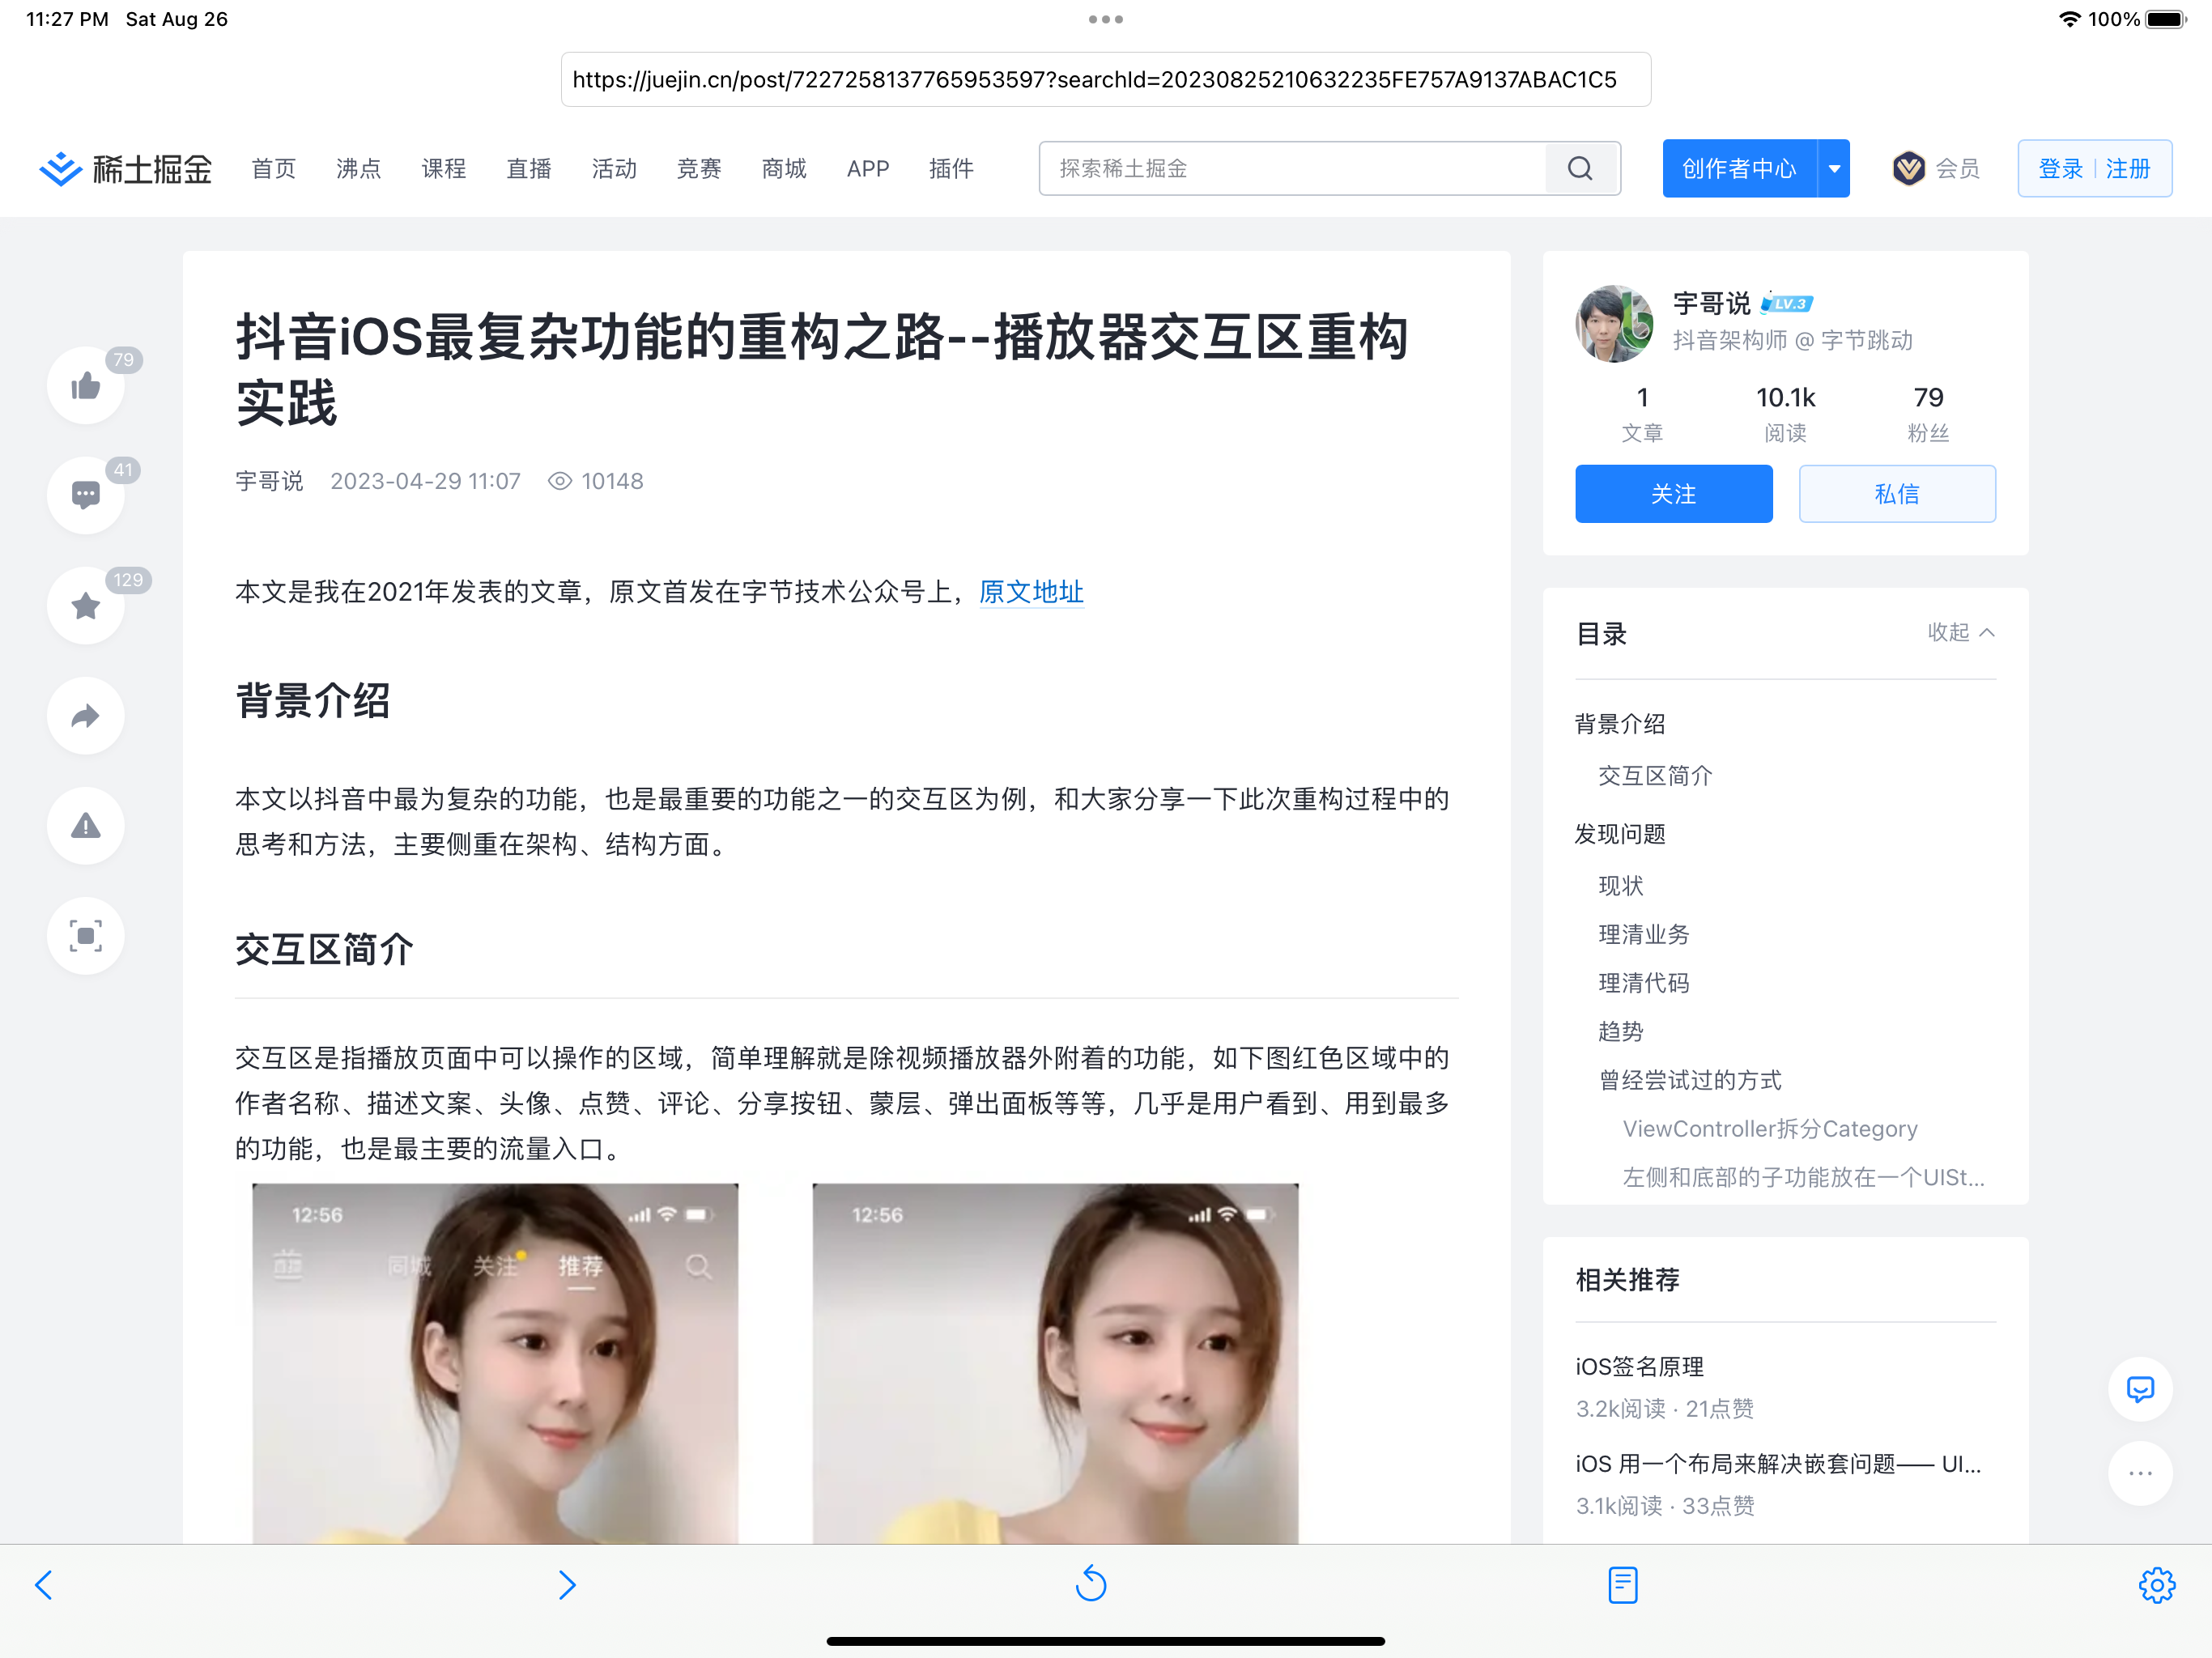 11:27 PM Sat Aug 26
100%
https://juejin.cn/post/7227258137765953597?searchId=20230825210632235FE757A9137ABAC1C5
稀土掘金 首页 沸点 课程 直播 活动 竞赛 商城 APP 插件 探索稀土掘金 创作者中心 会员 登录 注册
抖音iOS最复杂功能的重构之路--播放器交互区重构
实践
宇哥说 2023-04-29 11:07 10148
本文是我在2021年发表的文章，原文首发在字节技术公众号上，原文地址
背景介绍
本文以抖音中最为复杂的功能，也是最重要的功能之一的交互区为例，和大家分享一下此次重构过程中的
思考和方法，主要侧重在架构、结构方面。
交互区简介
交互区是指播放页面中可以操作的区域，简单理解就是除视频播放器外附着的功能，如下图红色区域中的
作者名称、描述文案、头像、点赞、评论、分享按钮、蒙层、弹出面板等等，几乎是用户看到、用到最多
的功能，也是最主要的流量入口。
12:56
同城 关注 推荐
12:56
79
41
129
宇哥说 LV.3
抖音架构师 @ 字节跳动
1 10.1k 79
文章 阅读 粉丝
关注 私信
目录 收起
背景介绍
交互区简介
发现问题
现状
理清业务
理清代码
趋势
曾经尝试过的方式
ViewController拆分Category
左侧和底部的子功能放在一个UISt...
相关推荐
iOS签名原理
3.2k阅读 · 21点赞
iOS 用一个布局来解决嵌套问题—— UI...
3.1k阅读 · 33点赞